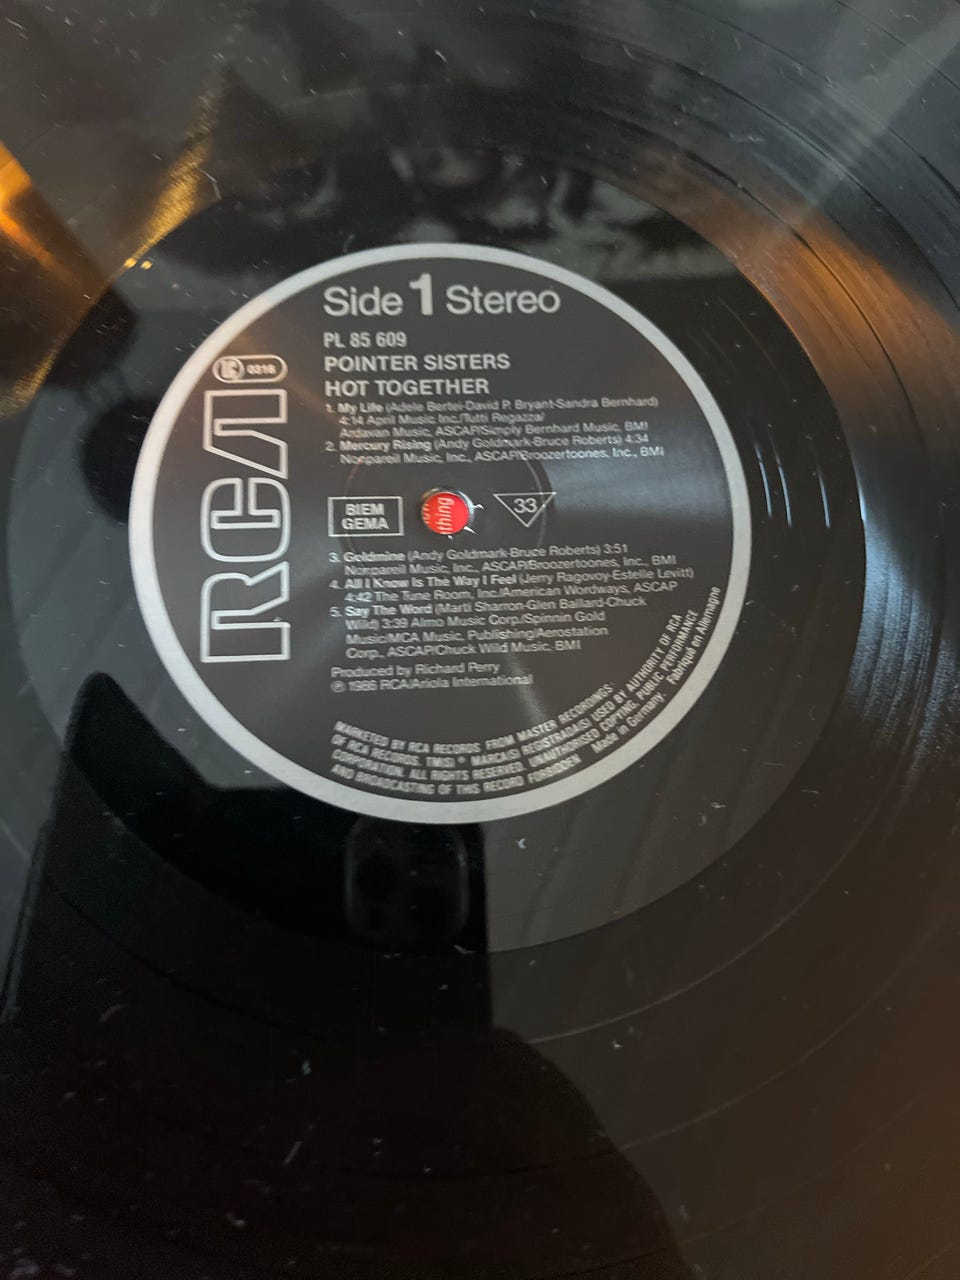 Side 1 Stereo
PL 85 609
POINTER SISTERS
HOT TOGETHER
1. My Life (Adele Bertei-David P. Bryant-Sandra Bernhard)
4:14 April Music Inc./Tutti Regazza/
Ardavan Music, ASCAP/Simply Bernhard Music, BMI
2. Mercury Rising (Andy Goldmark-Bruce Roberts) 4:34
Nonpareil Music, Inc., ASCAP/Broozertoones, Inc., BMI
LC 0316
RCA
BIEM
GEMA
thing
33
3. Goldmine (Andy Goldmark-Bruce Roberts) 3:51
Nonpareil Music, Inc., ASCAP/Broozertoones, Inc., BMI
4. All I Know Is The Way I Feel (Jerry Ragovoy-Estelle Levitt)
4:42 The Tune Room, Inc./American Wordways, ASCAP
5. Say The Word (Marti Sharron-Glen Ballard-Chuck
Wild) 3:39 Almo Music Corp./Spinnin Gold
Music/MCA Music. Publishing/Aerostation
Corp., ASCAP/Chuck Wild Music, BMI
Produced by Richard Perry
℗ 1986 RCA/Ariola International
MARKETED BY RCA RECORDS. FROM MASTER RECORDINGS
OF RCA RECORDS. TM(S) ® MARCA(S) REGISTRADA(S) USED BY AUTHORITY OF RCA
CORPORATION. ALL RIGHTS RESERVED. UNAUTHORISED COPYING, PUBLIC PERFORMANCE
AND BROADCASTING OF THIS RECORD FORBIDDEN
Made in Germany. Fabriqué en Allemagne